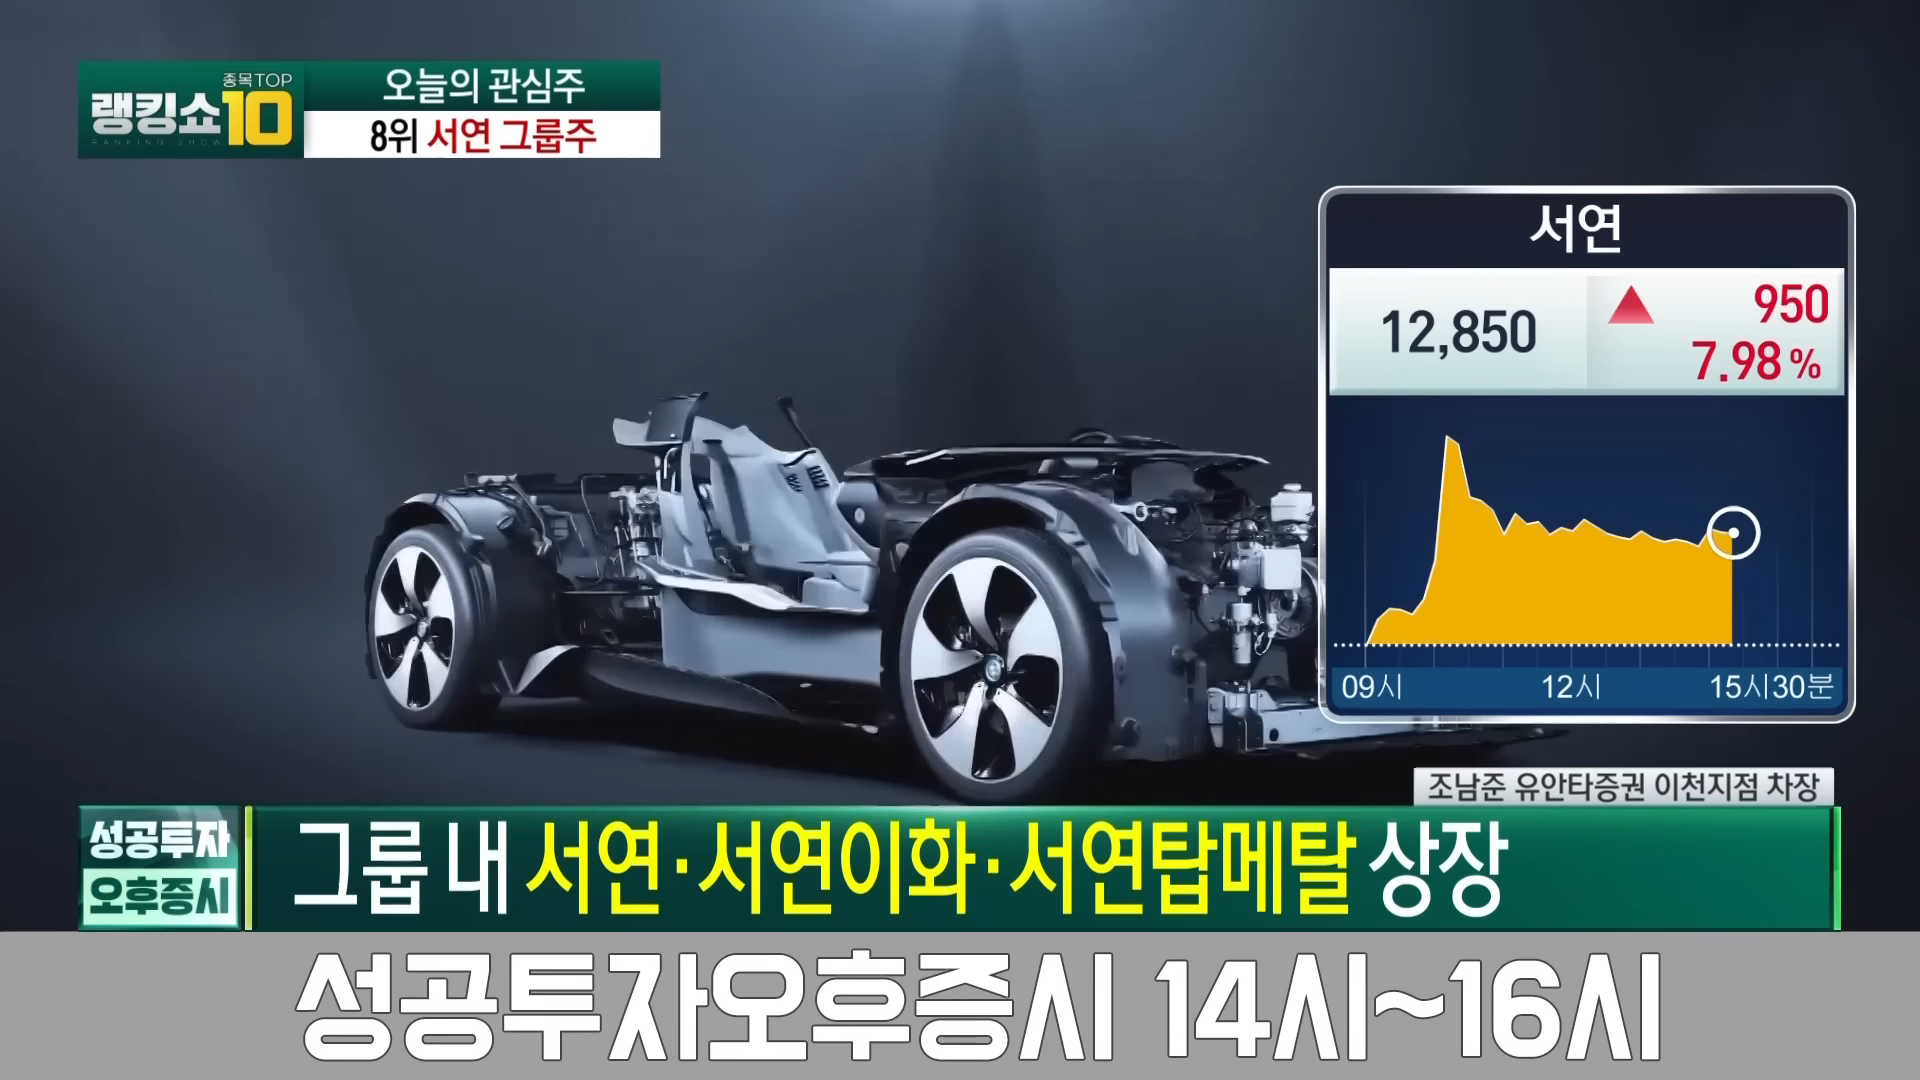 종목TOP
랭킹쇼10
RANKING SHOW
오늘의 관심주
8위 서연 그룹주
서연
12,850
▲ 950
7.98 %
09시 12시 15시30분
조남준 유안타증권 이천지점 차장
성공투자
오후증시
그룹 내 서연·서연이화·서연탑메탈 상장
성공투자오후증시 14시~16시